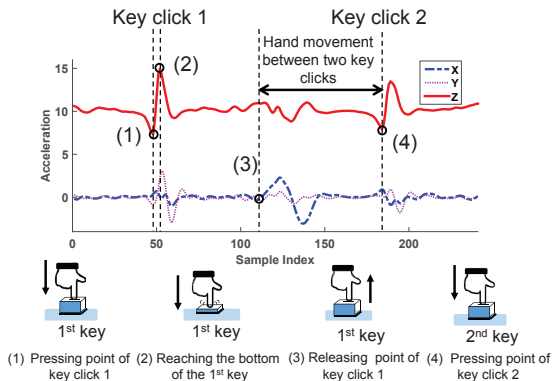 Key click 1
Key click 2
Hand movement
between two key
clicks
X
Y
Z
(1)
(2)
(3)
(4)
Acceleration
15
10
5
0
0
50
100
150
200
Sample Index
1st key
1st key
1st key
2nd key
(1) Pressing point of
key click 1
(2) Reaching the bottom
of the 1st key
(3) Releasing point of
key click 1
(4) Pressing point of
key click 2